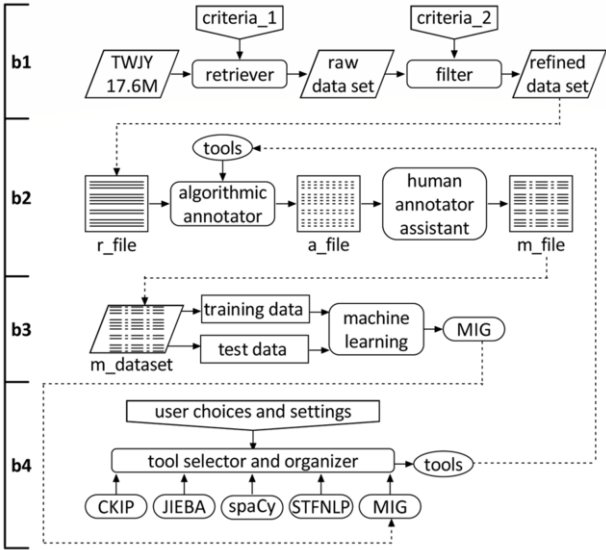 criteria_1
criteria_2
b1
TWJY
17.6M
retriever
raw
data set
filter
refined
data set
b2
tools
algorithmic
annotator
human
annotator
assistant
r_file
a_file
m_file
b3
training data
test data
machine
learning
MIG
m_dataset
b4
user choices and settings
tool selector and organizer
tools
CKIP
JIEBA
spaCy
STFNLP
MIG